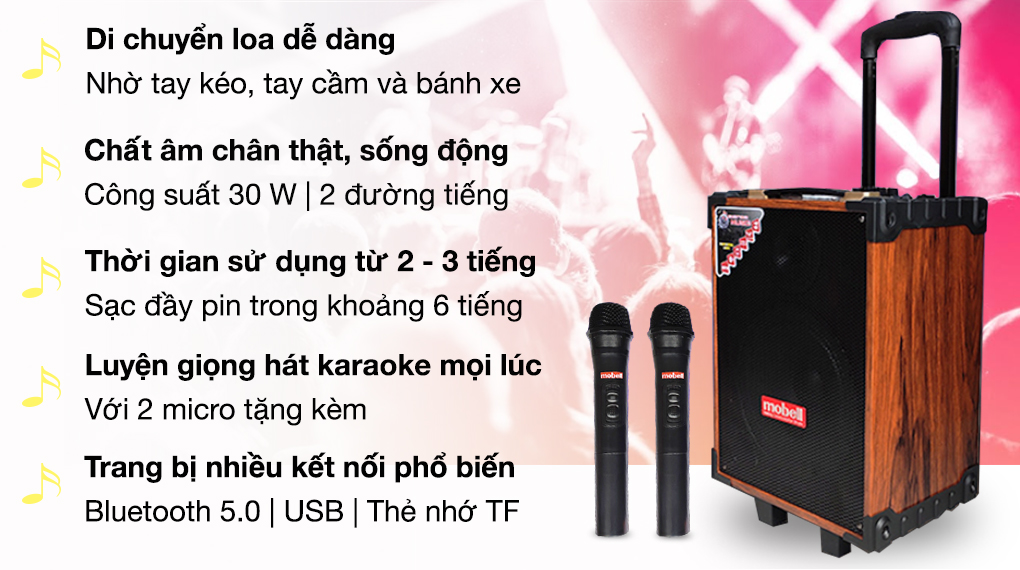 Di chuyển loa dễ dàng
Nhờ tay kéo, tay cầm và bánh xe
Chất âm chân thật, sống động
Công suất 30 W | 2 đường tiếng
Thời gian sử dụng từ 2 - 3 tiếng
Sạc đầy pin trong khoảng 6 tiếng
Luyện giọng hát karaoke mọi lúc
Với 2 micro tặng kèm
Trang bị nhiều kết nối phổ biến
Bluetooth 5.0 | USB | Thẻ nhớ TF
mobell
mobell
mobell